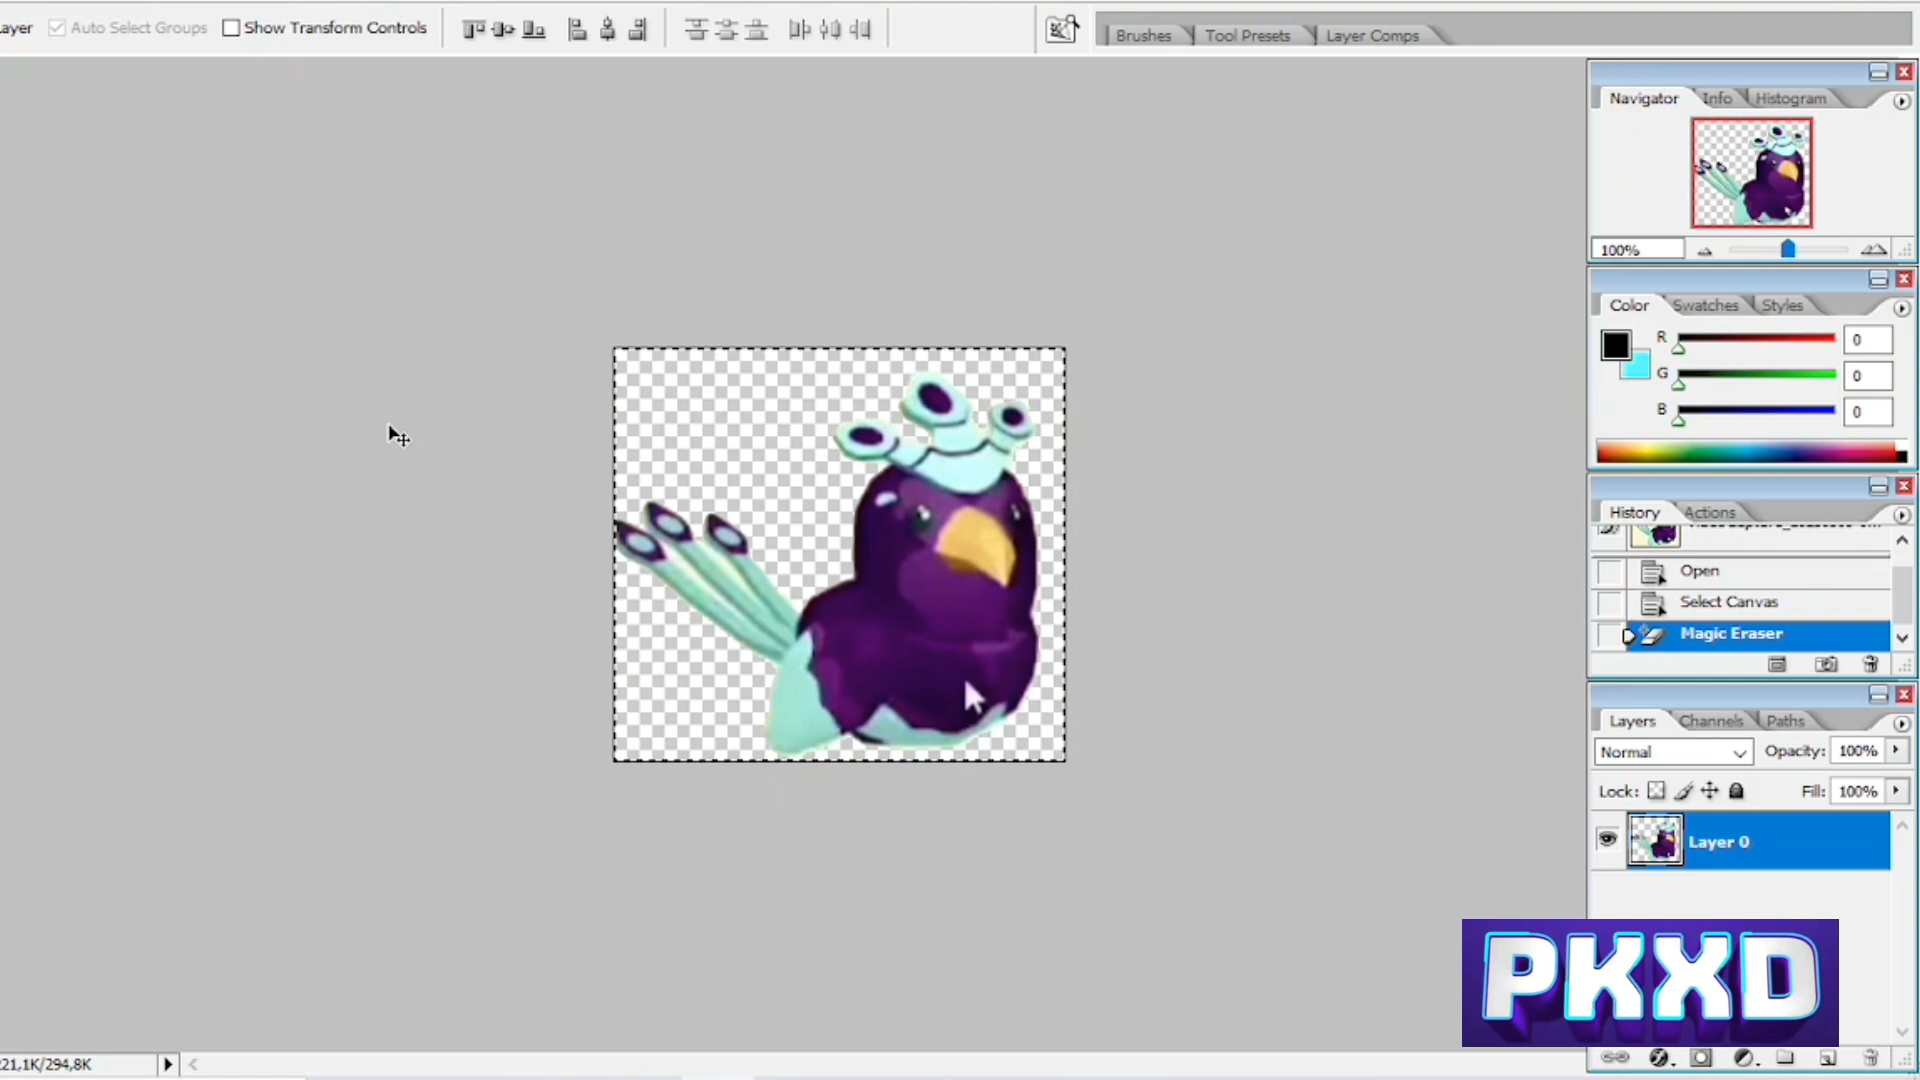 ayer Auto Select Groups Show Transform Controls
Brushes Tool Presets Layer Comps
Navigator Info Histogram
100%
Color Swatches Styles
R 0
G 0
B 0
History Actions
Open
Select Canvas
Magic Eraser
Layers Channels Paths
Normal Opacity: 100%
Lock: Fill: 100%
Layer 0
PKXD
21,1K/294,8K